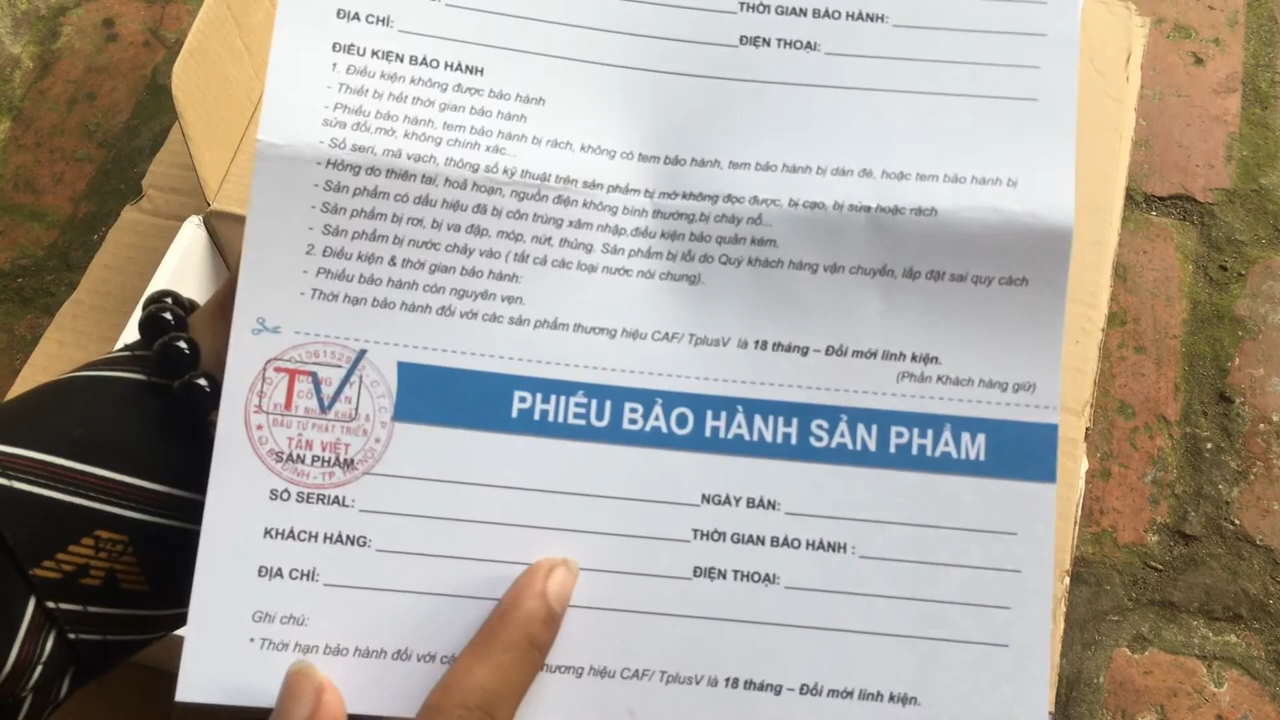 THỜI GIAN BẢO HÀNH:
ĐỊA CHỈ:
ĐIỆN THOẠI:
ĐIỀU KIỆN BẢO HÀNH
1. Điều kiện không được bảo hành
- Thiết bị hết thời gian bảo hành
- Phiếu bảo hành, tem bảo hành bị rách, không có tem bảo hành, tem bảo hành bị dán đè, hoặc tem bảo hành bị
sửa đổi,mờ, không chính xác...
- Số seri, mã vạch, thông số kỹ thuật trên sản phẩm bị mờ không đọc được, bị cạo, bị sửa hoặc rách
- Hỏng do thiên tai, hoả hoạn, nguồn điện không bình thường,bị cháy nổ...
- Sản phẩm có dấu hiệu đã bị côn trùng xâm nhập,điều kiện bảo quản kém.
- Sản phẩm bị rơi, bị va đập, móp, nứt, thủng. Sản phẩm bị lỗi do Quý khách hàng vận chuyển, lắp đặt sai quy cách
- Sản phẩm bị nước chảy vào ( tất cả các loại nước nói chung)..
2. Điều kiện & thời gian bảo hành:
- Phiếu bảo hành còn nguyên vẹn.
- Thời hạn bảo hành đối với các sản phẩm thương hiệu CAF/ TplusV là 18 tháng – Đổi mới linh kiện.
(Phần Khách hàng giữ)
TV
CÔNG TY
CỔ PHẦN
XUẤT NHẬP KHẨU &
ĐẦU TƯ PHÁT TRIỂN
TÂN VIỆT
PHIẾU BẢO HÀNH SẢN PHẨM
SẢN PHẨM
NGÀY BÁN:
SỐ SERIAL:
THỜI GIAN BẢO HÀNH :
KHÁCH HÀNG:
ĐIỆN THOẠI:
ĐỊA CHỈ:
Ghi chú:
* Thời hạn bảo hành đối với hương hiệu CAF/ TplusV là 18 tháng – Đổi mới linh kiện.